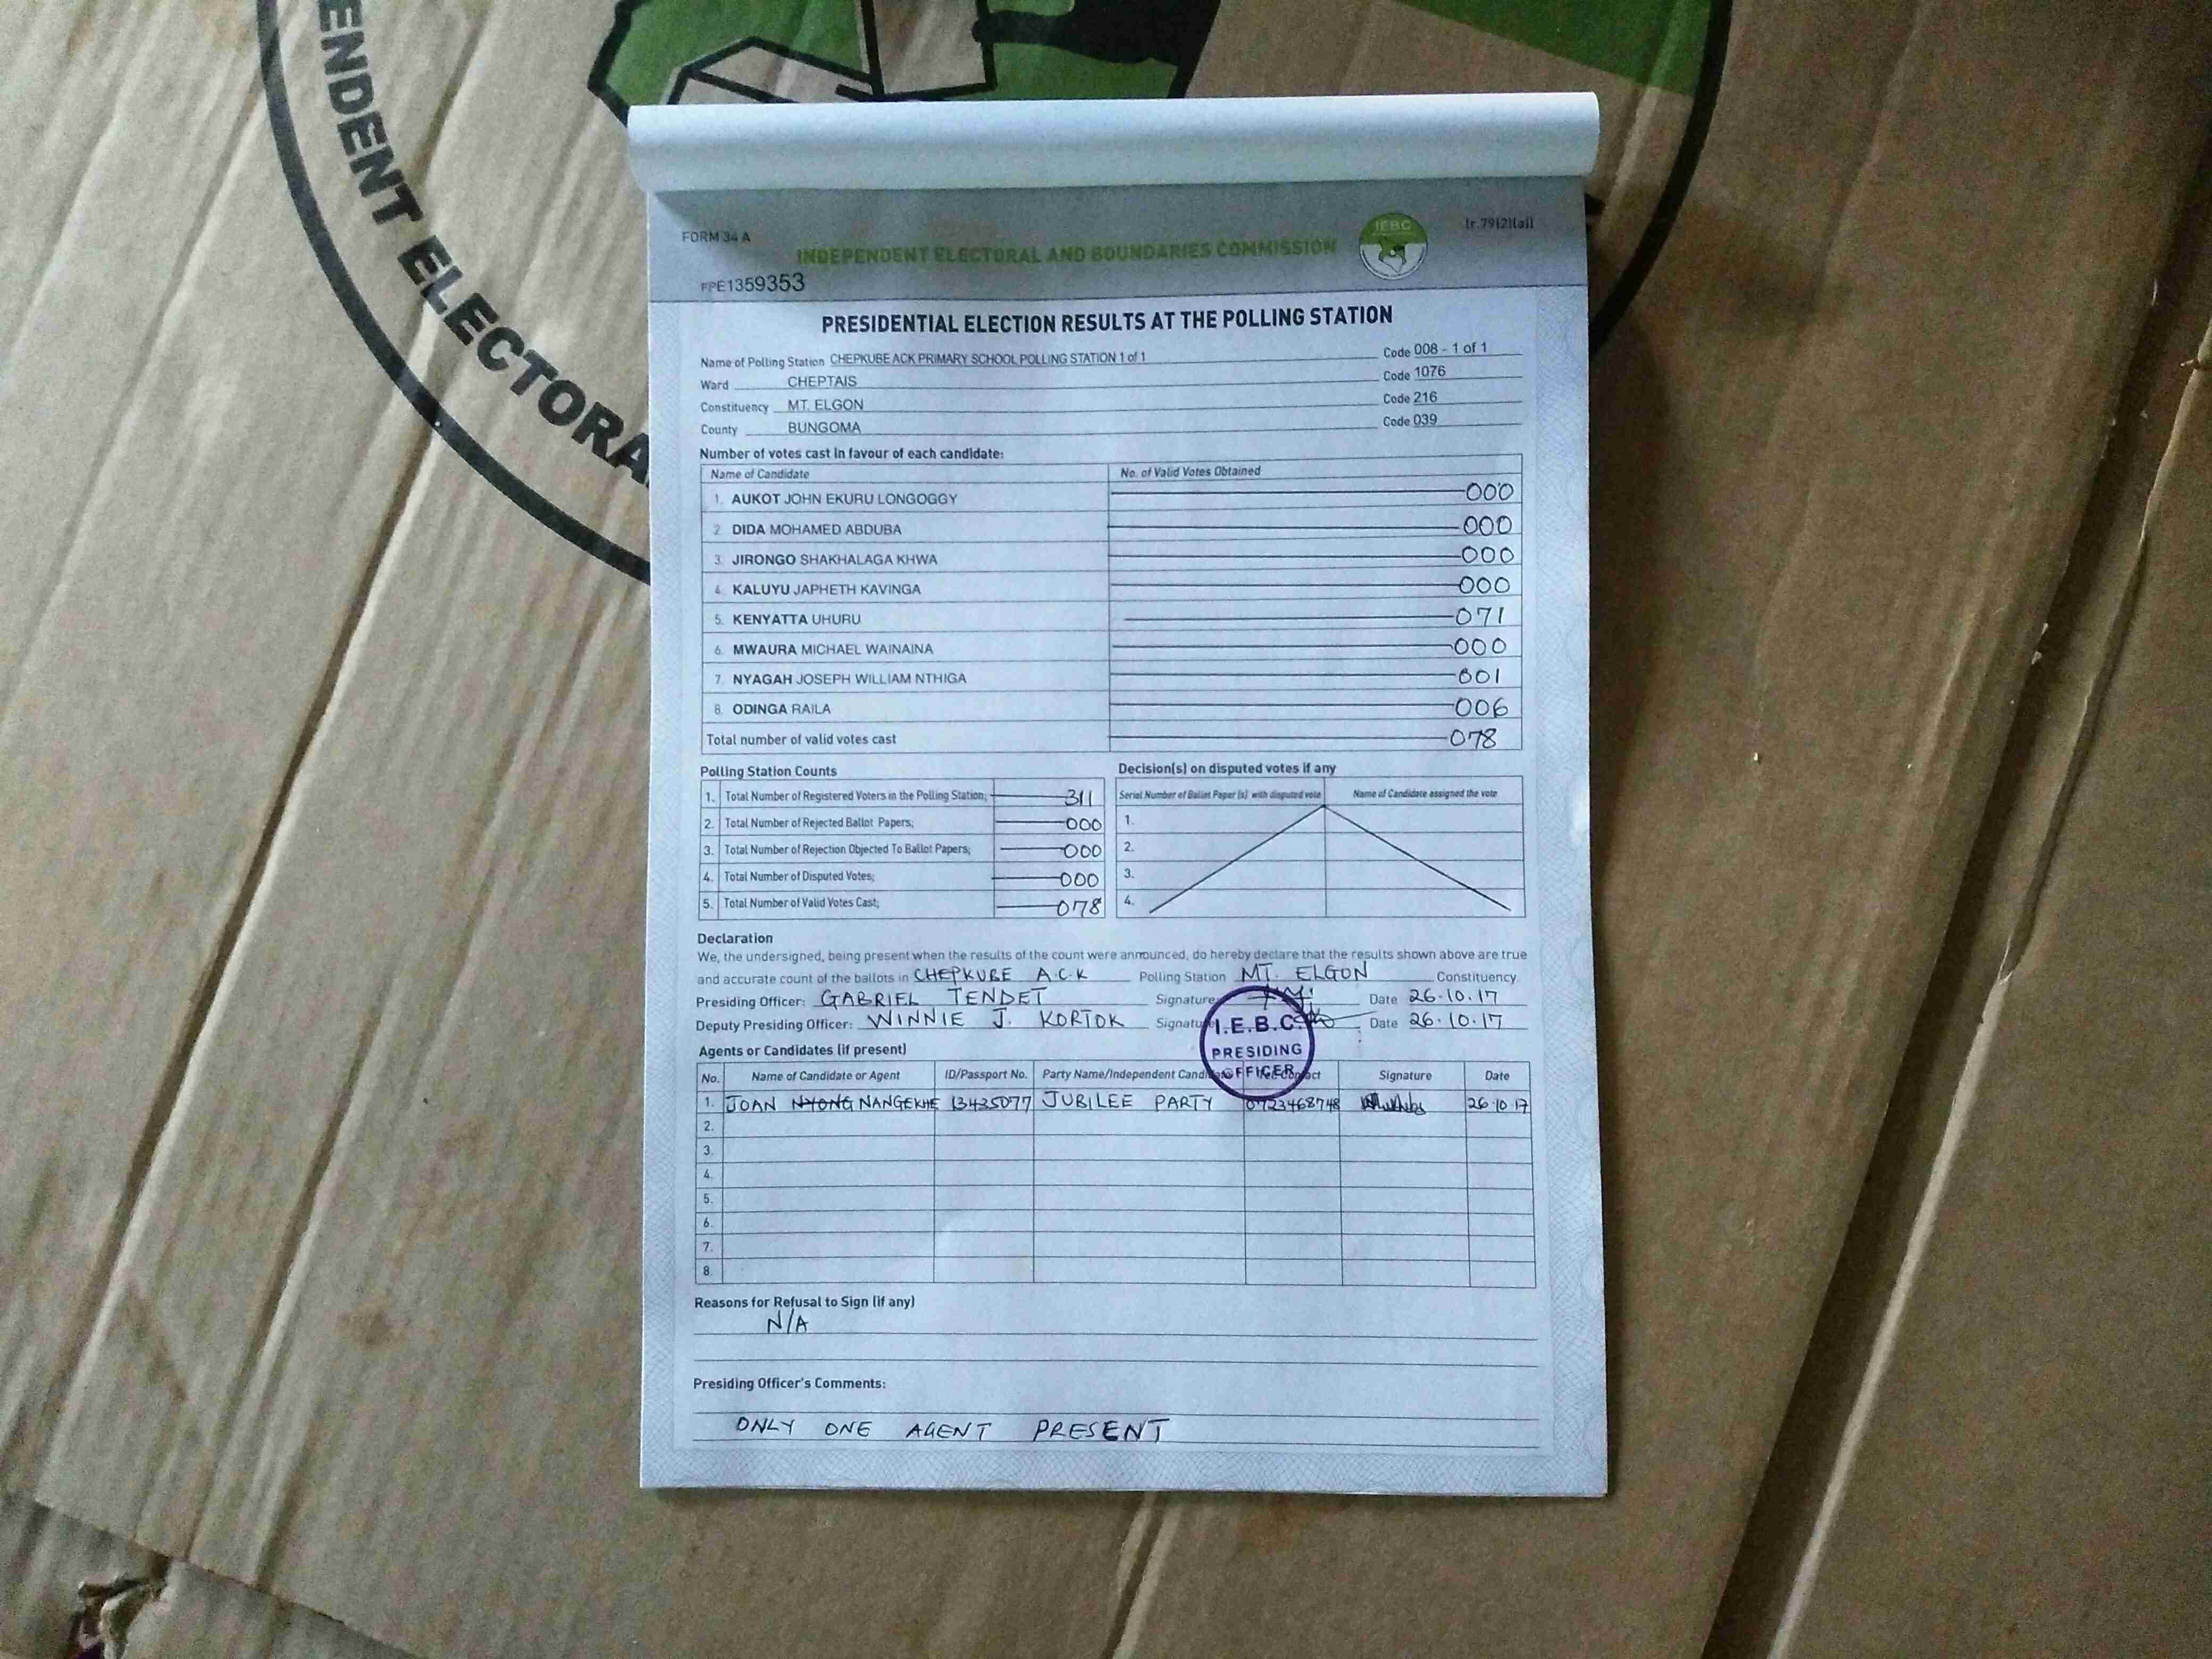 ENDENT ELECTORA
FORM 34 A
INDEPENDENT ELECTORAL AND BOUNDARIES COMMISSION
IEBC
(r.79(2)(a))
FPE1359353
PRESIDENTIAL ELECTION RESULTS AT THE POLLING STATION
Name of Polling Station CHEPKUBE ACK PRIMARY SCHOOL POLLING STATION 1 of 1 Code 008 - 1 of 1
Ward CHEPTAIS Code 1076
Constituency MT. ELGON Code 216
County BUNGOMA Code 039
Number of votes cast in favour of each candidate:
Name of Candidate No. of Valid Votes Obtained
1. AUKOT JOHN EKURU LONGOGGY 000
2. DIDA MOHAMED ABDUBA 000
3. JIRONGO SHAKHALAGA KHWA 000
4. KALUYU JAPHETH KAVINGA 000
5. KENYATTA UHURU 071
6. MWAURA MICHAEL WAINAINA 000
7. NYAGAH JOSEPH WILLIAM NTHIGA 001
8. ODINGA RAILA 006
Total number of valid votes cast 078
Polling Station Counts
1. Total Number of Registered Voters in the Polling Station; 311
2. Total Number of Rejected Ballot Papers; 000
3. Total Number of Rejection Objected To Ballot Papers; 000
4. Total Number of Disputed Votes; 000
5. Total Number of Valid Votes Cast; 078
Decision(s) on disputed votes if any
Serial Number of Ballot Paper (s) with disputed vote Name of Candidate assigned the vote
1.
2.
3.
4.
Declaration
We, the undersigned, being present when the results of the count were announced, do hereby declare that the results shown above are true
and accurate count of the ballots in CHEPKUBE A.C.K Polling Station MT. ELGON Constituency.
Presiding Officer: GABRIEL TENDET Signature Date 26.10.17
Deputy Presiding Officer: WINNIE J. KORTOK Signature Date 26.10.17
I.E.B.C.
PRESIDING
OFFICER
Agents or Candidates (if present)
No. Name of Candidate or Agent ID/Passport No. Party Name/Independent Candidate Tel. Contact Signature Date
1. JOAN NYONG NANGEKHE 13435077 JUBILEE PARTY 0723468748 26.10.17
2.
3.
4.
5.
6.
7.
8.
Reasons for Refusal to Sign (if any)
N/A
Presiding Officer's Comments:
ONLY ONE AGENT PRESENT